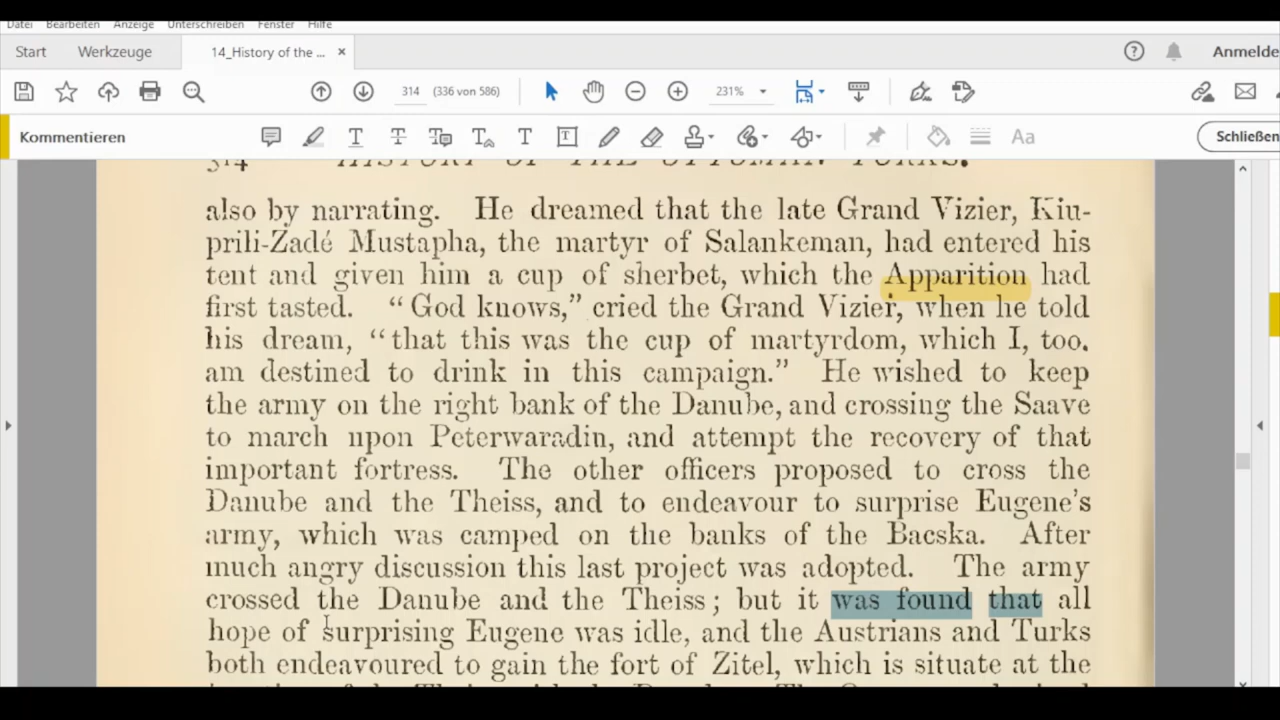 Datei Bearbeiten Anzeige Unterschreiben Fenster Hilfe
Start Werkzeuge 14_History of the ... × ? Anmelde
314 (336 von 586) 231%
Kommentieren T T T T T T Aa Schließen
314 HISTORY OF THE OTTOMAN TURKS.
also by narrating. He dreamed that the late Grand Vizier, Kiu-
prili-Zadé Mustapha, the martyr of Salankeman, had entered his
tent and given him a cup of sherbet, which the Apparition had
first tasted. “God knows,” cried the Grand Vizier, when he told
his dream, “that this was the cup of martyrdom, which I, too.
am destined to drink in this campaign.” He wished to keep
the army on the right bank of the Danube, and crossing the Saave
to march upon Peterwaradin, and attempt the recovery of that
important fortress. The other officers proposed to cross the
Danube and the Theiss, and to endeavour to surprise Eugene’s
army, which was camped on the banks of the Bacska. After
much angry discussion this last project was adopted. The army
crossed the Danube and the Theiss; but it was found that all
hope of surprising Eugene was idle, and the Austrians and Turks
both endeavoured to gain the fort of Zitel, which is situate at the